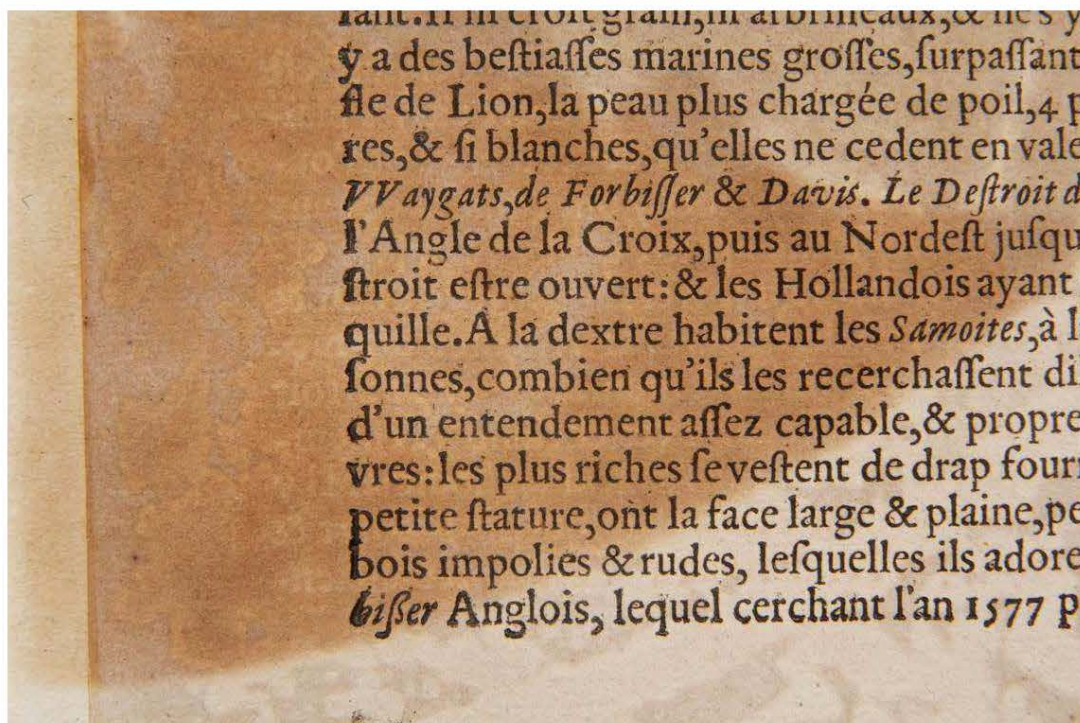 y a des beſtiaſſes marines groſſes,ſurpaſſant
ſle de Lion,la peau plus chargée de poil,4 p
res,& ſi blanches,qu'elles ne cedent en vale
VVaygats,de Forbiſſer & Davis. Le Deſtroit d
l'Angle de la Croix,puis au Nordeſt juſqu
ſtroit eſtre ouvert:& les Hollandois ayant
quille.A la dextre habitent les Samoites,à l
ſonnes,combien qu'ils les recerchaſſent di
d'un entendement aſſez capable,& propre
vres:les plus riches ſe veſtent de drap fourr
petite ſtature,ont la face large & plaine,pe
bois impolies & rudes, leſquelles ils adore
bißer Anglois, lequel cerchant l'an 1577 p